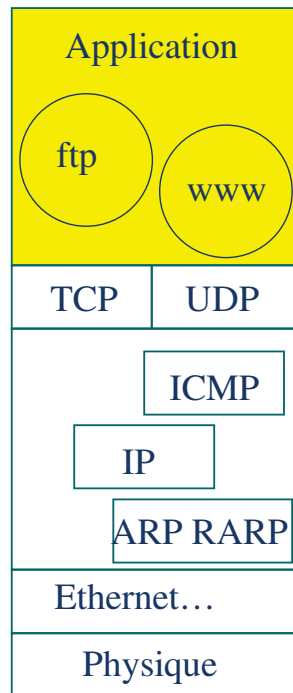 Application
ftp
www
TCP UDP
ICMP
IP
ARP RARP
Ethernet…
Physique